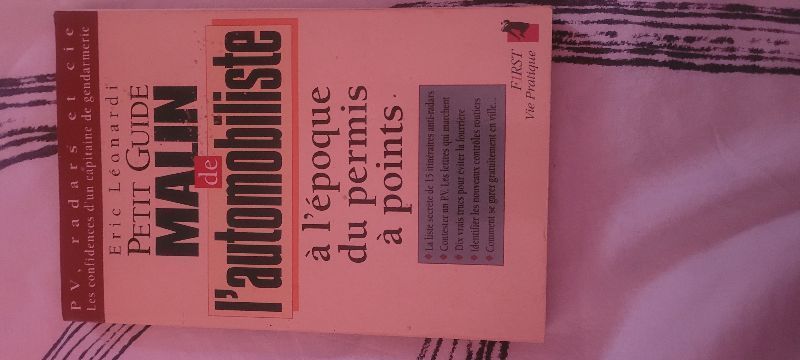 PV, radars et cie
Les confidences d'un capitaine de gendarmerie
Eric Léonardi
PETIT GUIDE
MALIN
de
l'automobiliste
à l'époque
du permis
à points
La liste secrète de 15 itinéraires anti-radars
Contester un P.V. Les lettres qui marchent
Dix vrais trucs pour éviter la fourrière
Identifier les nouveaux contrôles routiers
Comment se garer gratuitement en ville...
FIRST
Vie Pratique